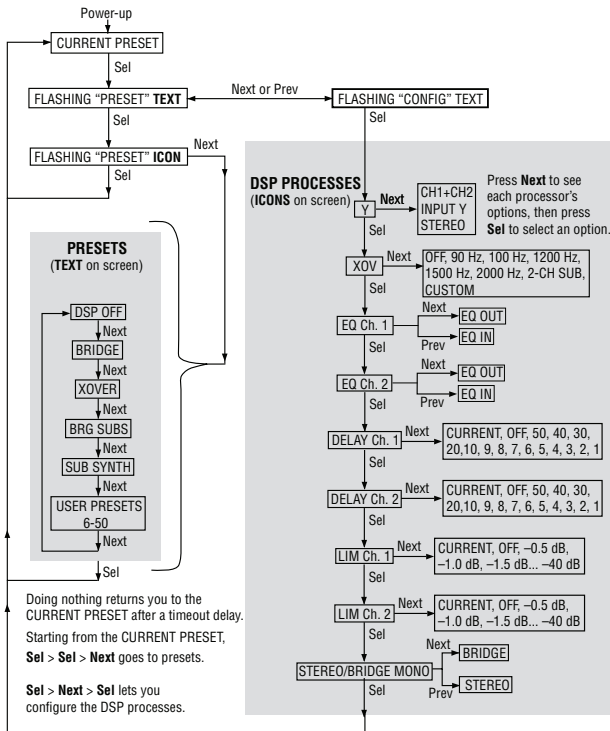 Power-up
CURRENT PRESET
Sel
FLASHING “PRESET” TEXT
Next or Prev
FLASHING “CONFIG” TEXT
Sel
Sel
FLASHING “PRESET” ICON
Next
Sel
PRESETS
(TEXT on screen)
DSP OFF
Next
BRIDGE
Next
XOVER
Next
BRG SUBS
Next
SUB SYNTH
Next
USER PRESETS
6-50
Next
Sel
Doing nothing returns you to the
CURRENT PRESET after a timeout delay.
Starting from the CURRENT PRESET,
Sel > Sel > Next goes to presets.
Sel > Next > Sel lets you
configure the DSP processes.
DSP PROCESSES
(ICONS on screen)
Y
Next
CH1+CH2
INPUT Y
STEREO
Press Next to see
each processor's
options, then press
Sel to select an option.
Sel
XOV
Next
OFF, 90 Hz, 100 Hz, 1200 Hz,
1500 Hz, 2000 Hz, 2-CH SUB,
CUSTOM
Sel
EQ Ch. 1
Next
EQ OUT
Prev
EQ IN
Sel
EQ Ch. 2
Next
EQ OUT
Prev
EQ IN
Sel
DELAY Ch. 1
Next
CURRENT, OFF, 50, 40, 30,
20,10, 9, 8, 7, 6, 5, 4, 3, 2, 1
Sel
DELAY Ch. 2
Next
CURRENT, OFF, 50, 40, 30,
20,10, 9, 8, 7, 6, 5, 4, 3, 2, 1
Sel
LIM Ch. 1
Next
CURRENT, OFF, –0.5 dB,
–1.0 dB, –1.5 dB... –40 dB
Sel
LIM Ch. 2
Next
CURRENT, OFF, –0.5 dB,
–1.0 dB, –1.5 dB... –40 dB
Sel
STEREO/BRIDGE MONO
Next
BRIDGE
Prev
STEREO
Sel